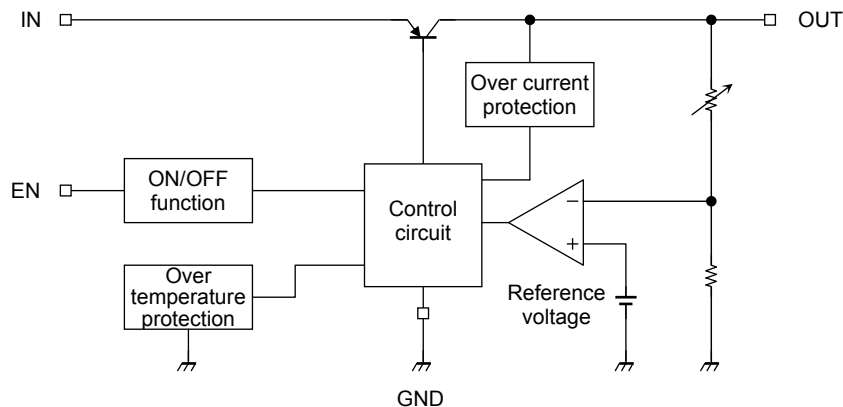 IN
OUT
Over current
protection
EN
ON/OFF
function
Control
circuit
−
+
Over
temperature
protection
Reference
voltage
GND